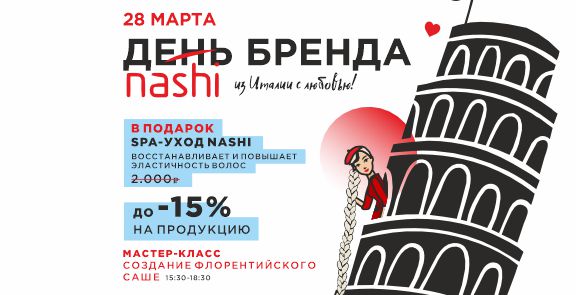 28 МАРТА
ДЕНЬ БРЕНДА
nashi из Италии с любовью!
В ПОДАРОК
SPA-УХОД NASHI
ВОССТАНАВЛИВАЕТ И ПОВЫШАЕТ
ЭЛАСТИЧНОСТЬ ВОЛОС
2.000₽
до -15%
НА ПРОДУКЦИЮ
МАСТЕР-КЛАСС
СОЗДАНИЕ ФЛОРЕНТИЙСКОГО
САШЕ 15:30-18:30